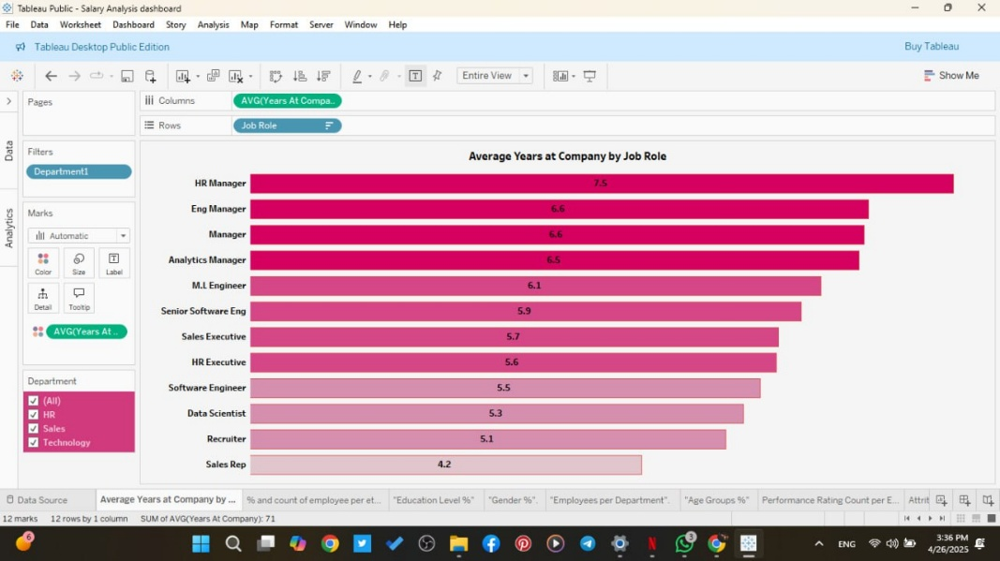 Tableau Public - Salary Analysis dashboard
File Data Worksheet Dashboard Story Analysis Map Format Server Window Help
Tableau Desktop Public Edition
Buy Tableau
Entire View
Show Me
Pages
iii Columns
AVG(Years At Compa..
Rows
Job Role
Data
Analytics
Filters
Department1
Marks
Automatic
Color
Size
Label
Detail
Tooltip
AVG(Years At ..
Department
(All)
HR
Sales
Technology
Average Years at Company by Job Role
HR Manager 7.5
Eng Manager 6.6
Manager 6.6
Analytics Manager 6.5
M.L Engineer 6.1
Senior Software Eng 5.9
Sales Executive 5.7
HR Executive 5.6
Software Engineer 5.5
Data Scientist 5.3
Recruiter 5.1
Sales Rep 4.2
Data Source
Average Years at Company by ...
% and count of employee per et...
"Education Level %"
"Gender %".
"Employees per Department".
"Age Groups %"
Performance Rating Count per E...
Attrit
12 marks 12 rows by 1 column SUM of AVG(Years At Company): 71
6
3
ENG
3:36 PM
4/26/2025